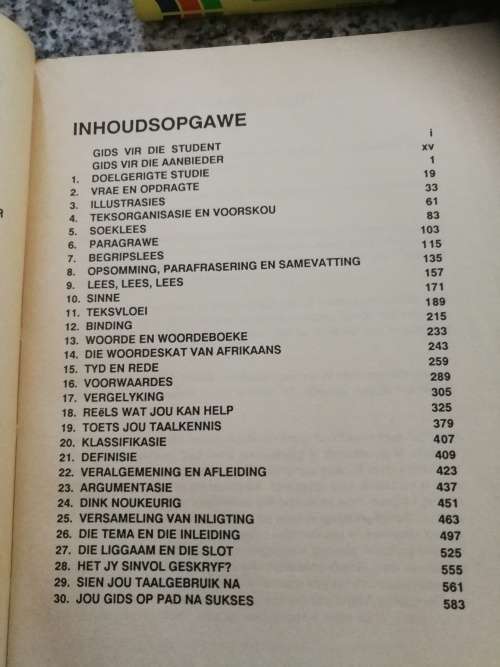 R
INHOUDSOPGAWE
GIDS VIR DIE STUDENT i
GIDS VIR DIE AANBIEDER xv
1. DOELGERIGTE STUDIE 1
2. VRAE EN OPDRAGTE 19
3. ILLUSTRASIES 33
4. TEKSORGANISASIE EN VOORSKOU 61
5. SOEKLEES 83
6. PARAGRAWE 103
7. BEGRIPSLEES 115
8. OPSOMMING, PARAFRASERING EN SAMEVATTING 135
9. LEES, LEES, LEES 157
10. SINNE 171
11. TEKSVLOEI 189
12. BINDING 215
13. WOORDE EN WOORDEBOEKE 233
14. DIE WOORDESKAT VAN AFRIKAANS 243
15. TYD EN REDE 259
16. VOORWAARDES 289
17. VERGELYKING 305
18. REëLS WAT JOU KAN HELP 325
19. TOETS JOU TAALKENNIS 379
20. KLASSIFIKASIE 407
21. DEFINISIE 409
22. VERALGEMENING EN AFLEIDING 423
23. ARGUMENTASIE 437
24. DINK NOUKEURIG 451
25. VERSAMELING VAN INLIGTING 463
26. DIE TEMA EN DIE INLEIDING 497
27. DIE LIGGAAM EN DIE SLOT 525
28. HET JY SINVOL GESKRYF? 555
29. SIEN JOU TAALGEBRUIK NA 561
30. JOU GIDS OP PAD NA SUKSES 583